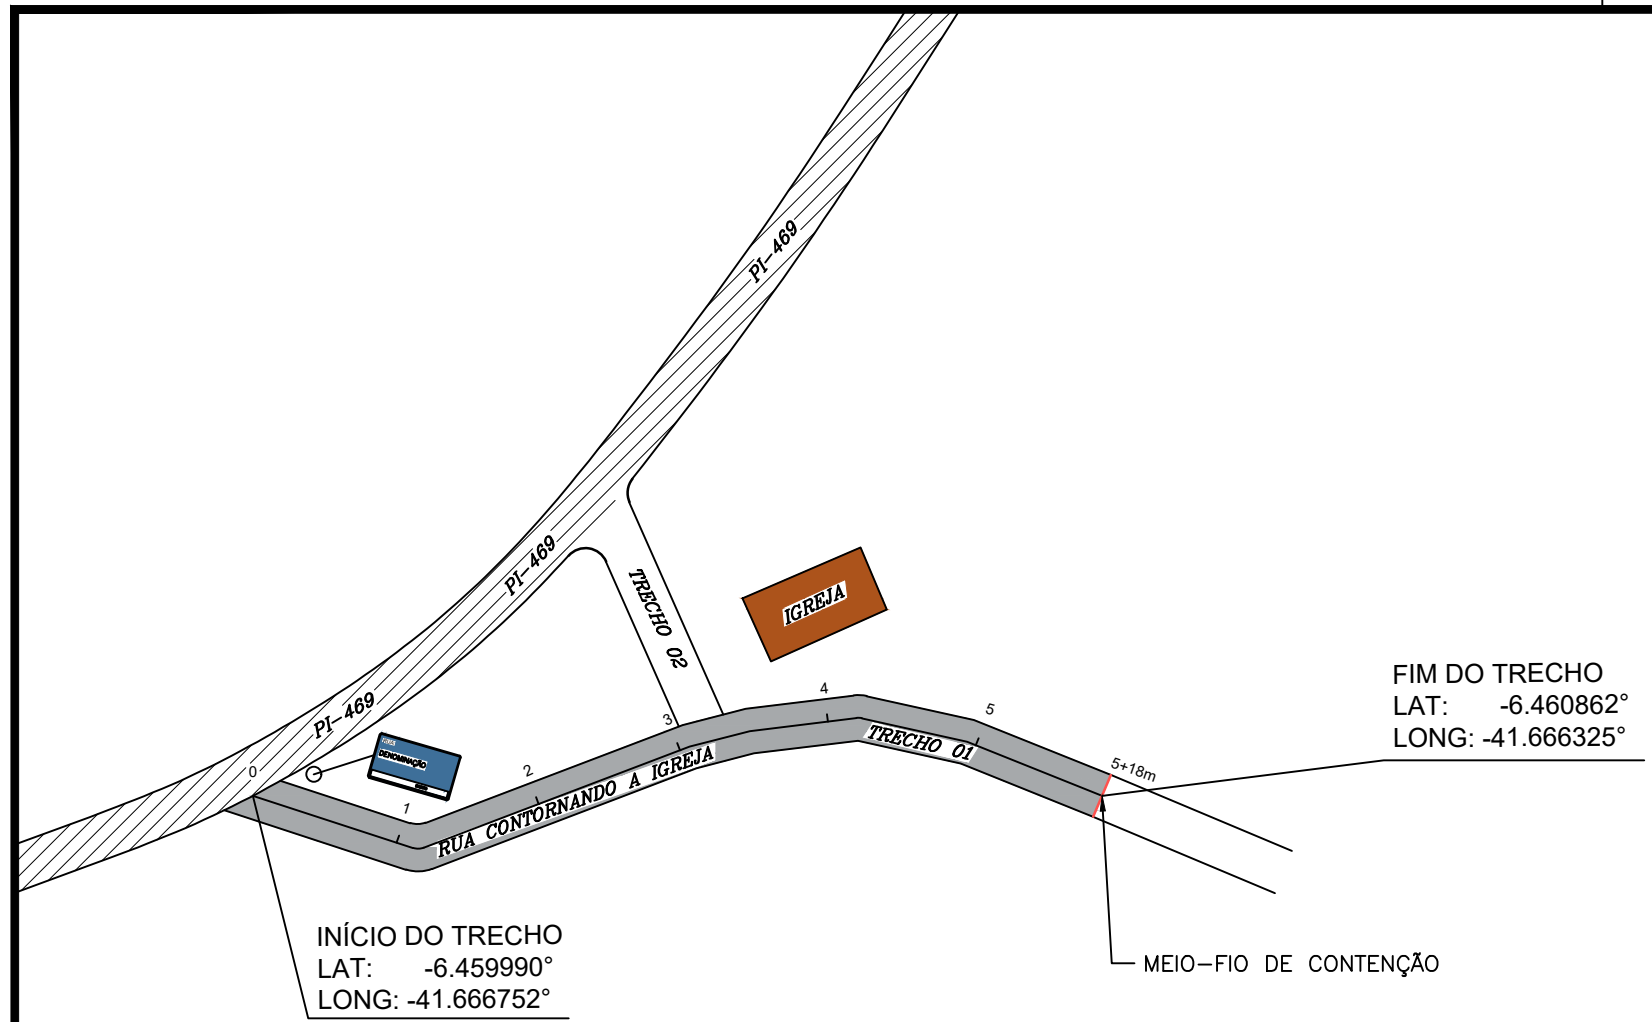 PI-469
PI-469
TRECHO 02
IGREJA
FIM DO TRECHO
LAT: -6.460862°
LONG: -41.666325°
PI-469
DENOMINAÇÃO
0
1
2
3
4
5
5+18m
TRECHO 01
RUA CONTORNANDO A IGREJA
INÍCIO DO TRECHO
LAT: -6.459990°
LONG: -41.666752°
MEIO-FIO DE CONTENÇÃO